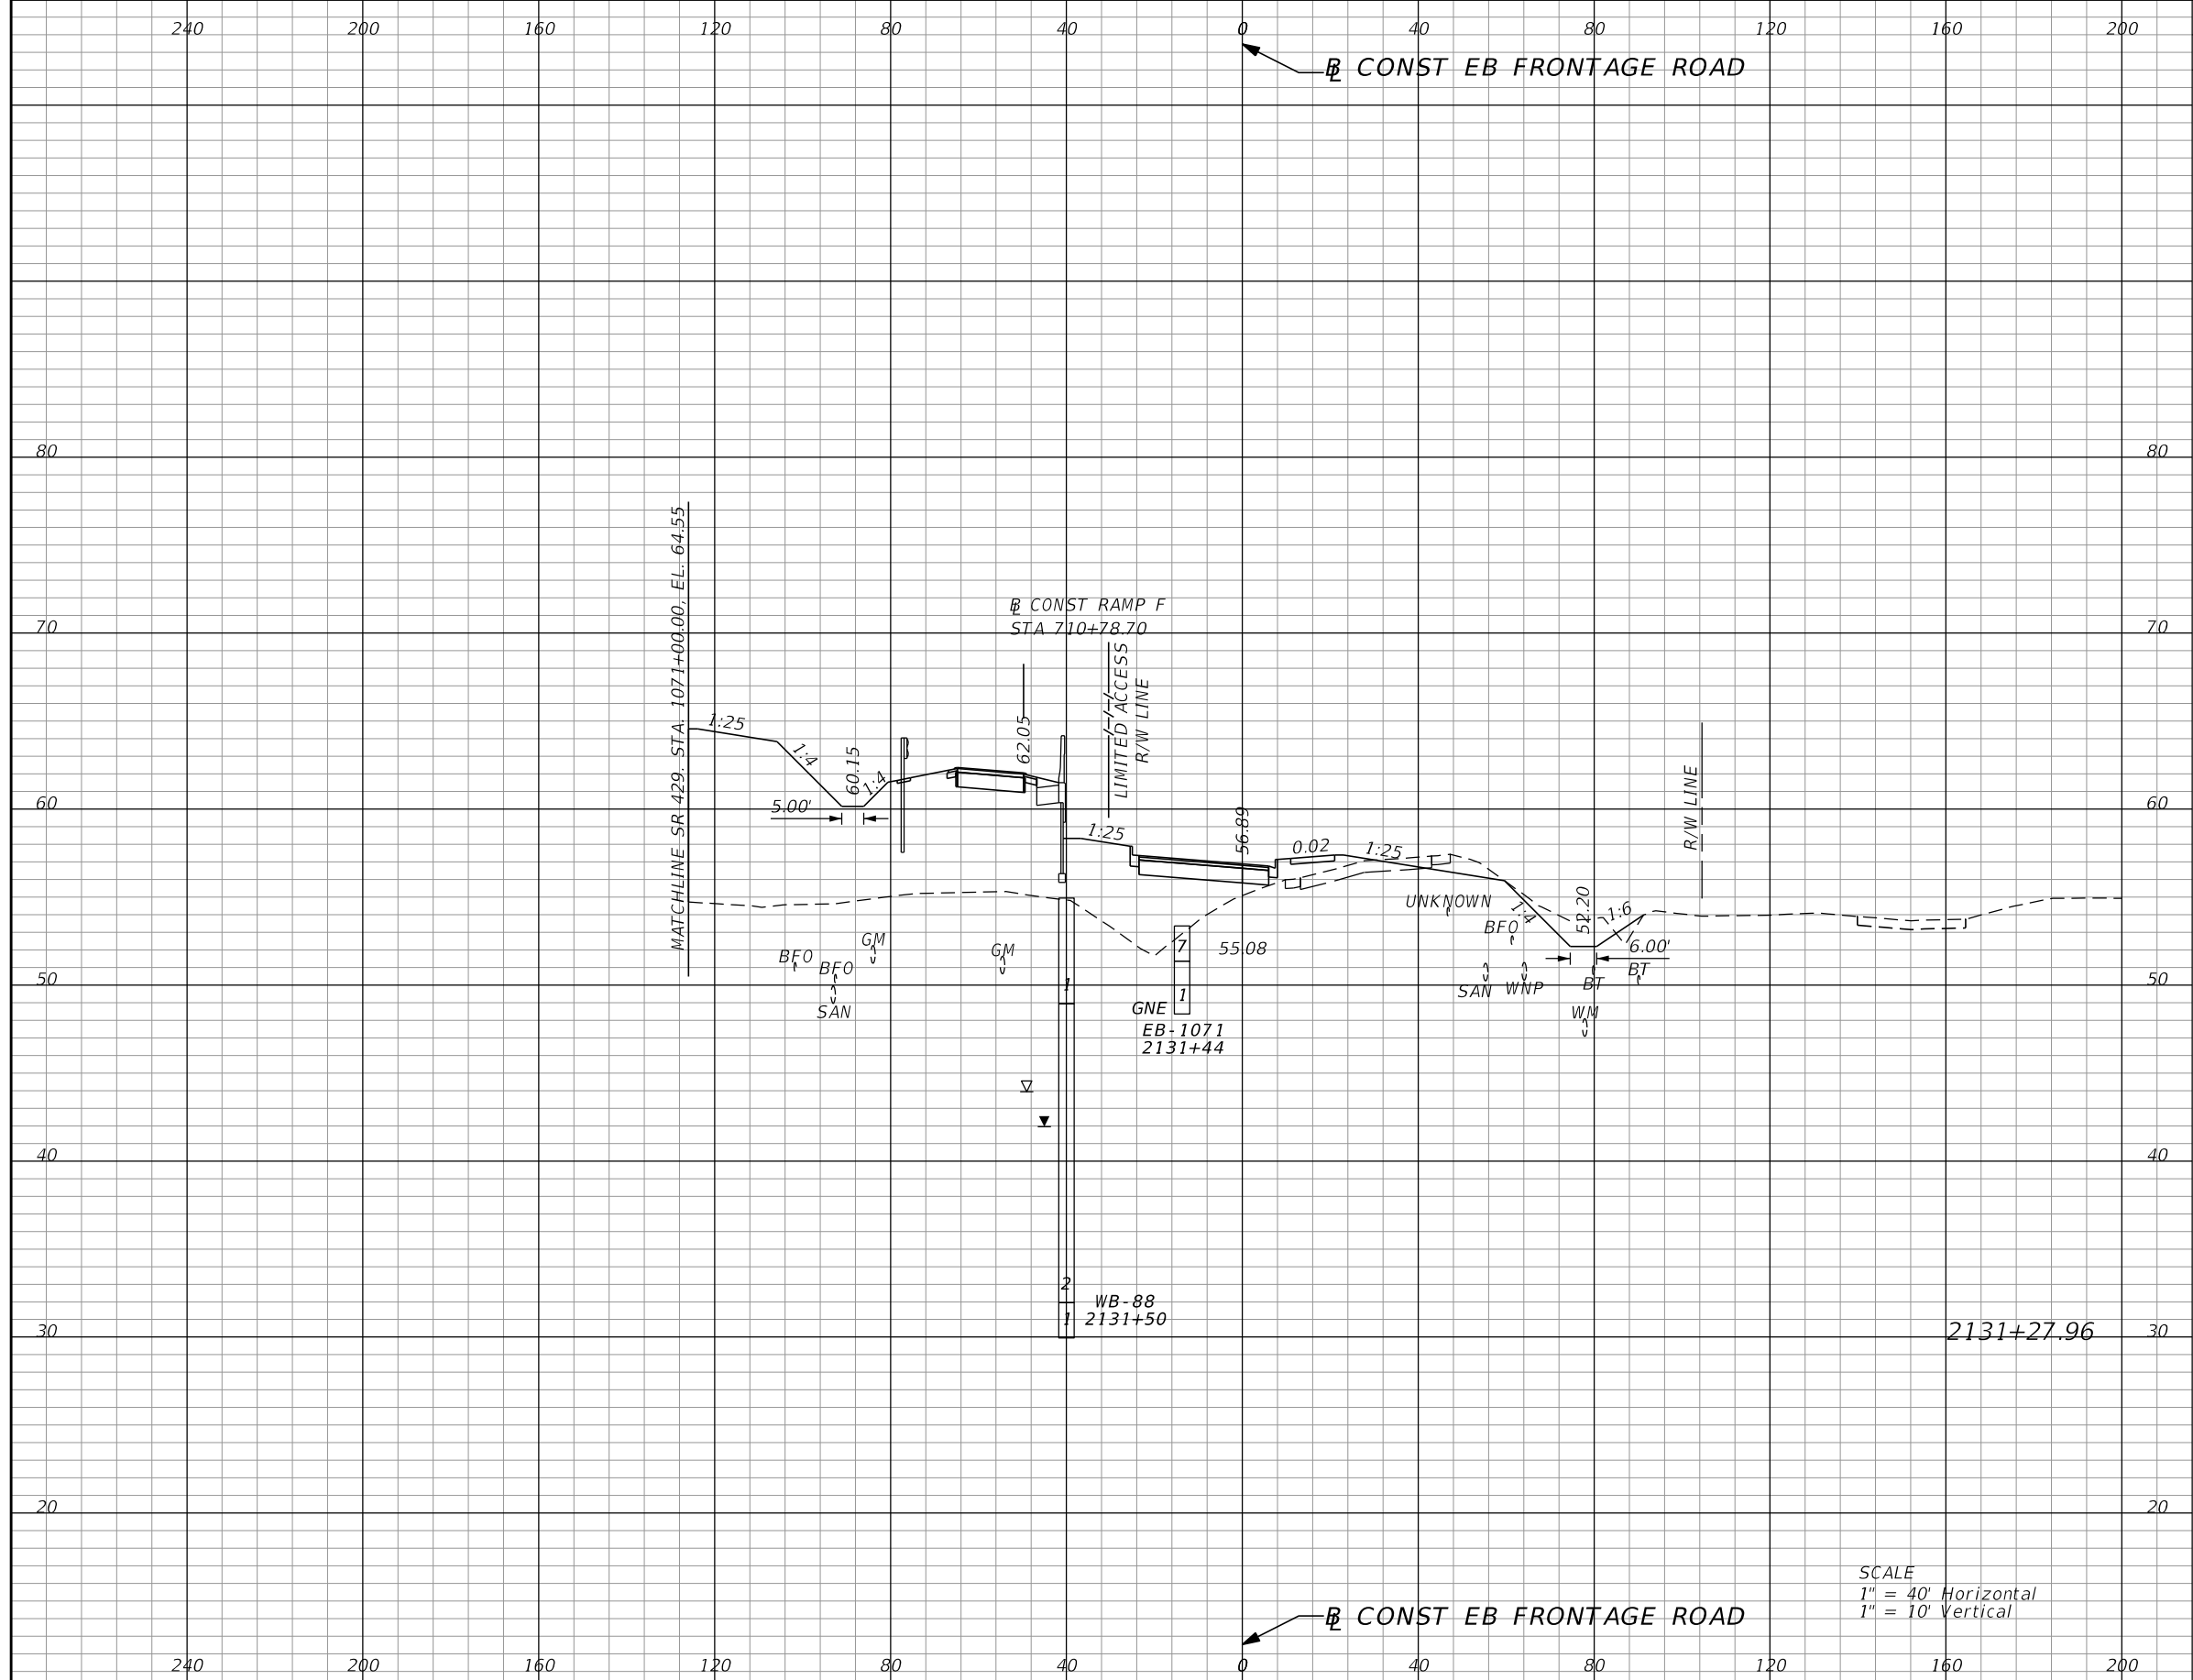 240 200 160 120 80 40 0 40 80 120 160 200
BL CONST EB FRONTAGE ROAD
80 80
MATCHLINE SR 429. STA. 1071+00.00, EL. 64.55
BL CONST RAMP F
STA 710+78.70
70 70
LIMITED ACCESS
R/W LINE
1:25
1:4
60.15
1:4
62.05
R/W LINE
60 60
5.00'
1:25
56.89
0.02
1:25
UNKNOWN
1:4
52.20
1:6
BFO
GM
GM
7
55.08
6.00'
BFO
BFO
BT
50 50
SAN
1
1
SAN
WNP
BT
GNE
WM
EB-1071
2131+44
40 40
2
WB-88
1
2131+50
30 30
2131+27.96
20 20
SCALE
1" = 40' Horizontal
1" = 10' Vertical
BL CONST EB FRONTAGE ROAD
240 200 160 120 80 40 0 40 80 120 160 200